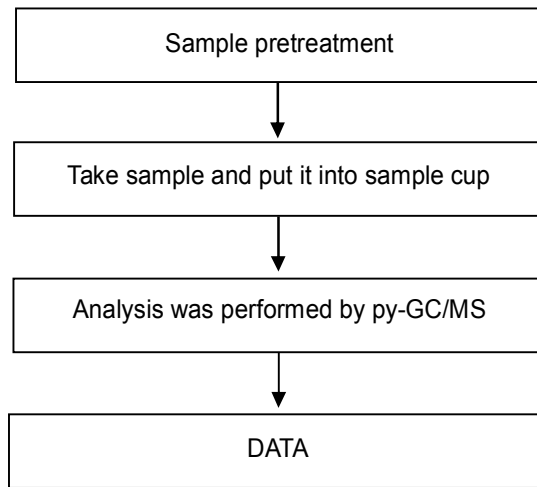 Sample pretreatment
Take sample and put it into sample cup
Analysis was performed by py-GC/MS
DATA